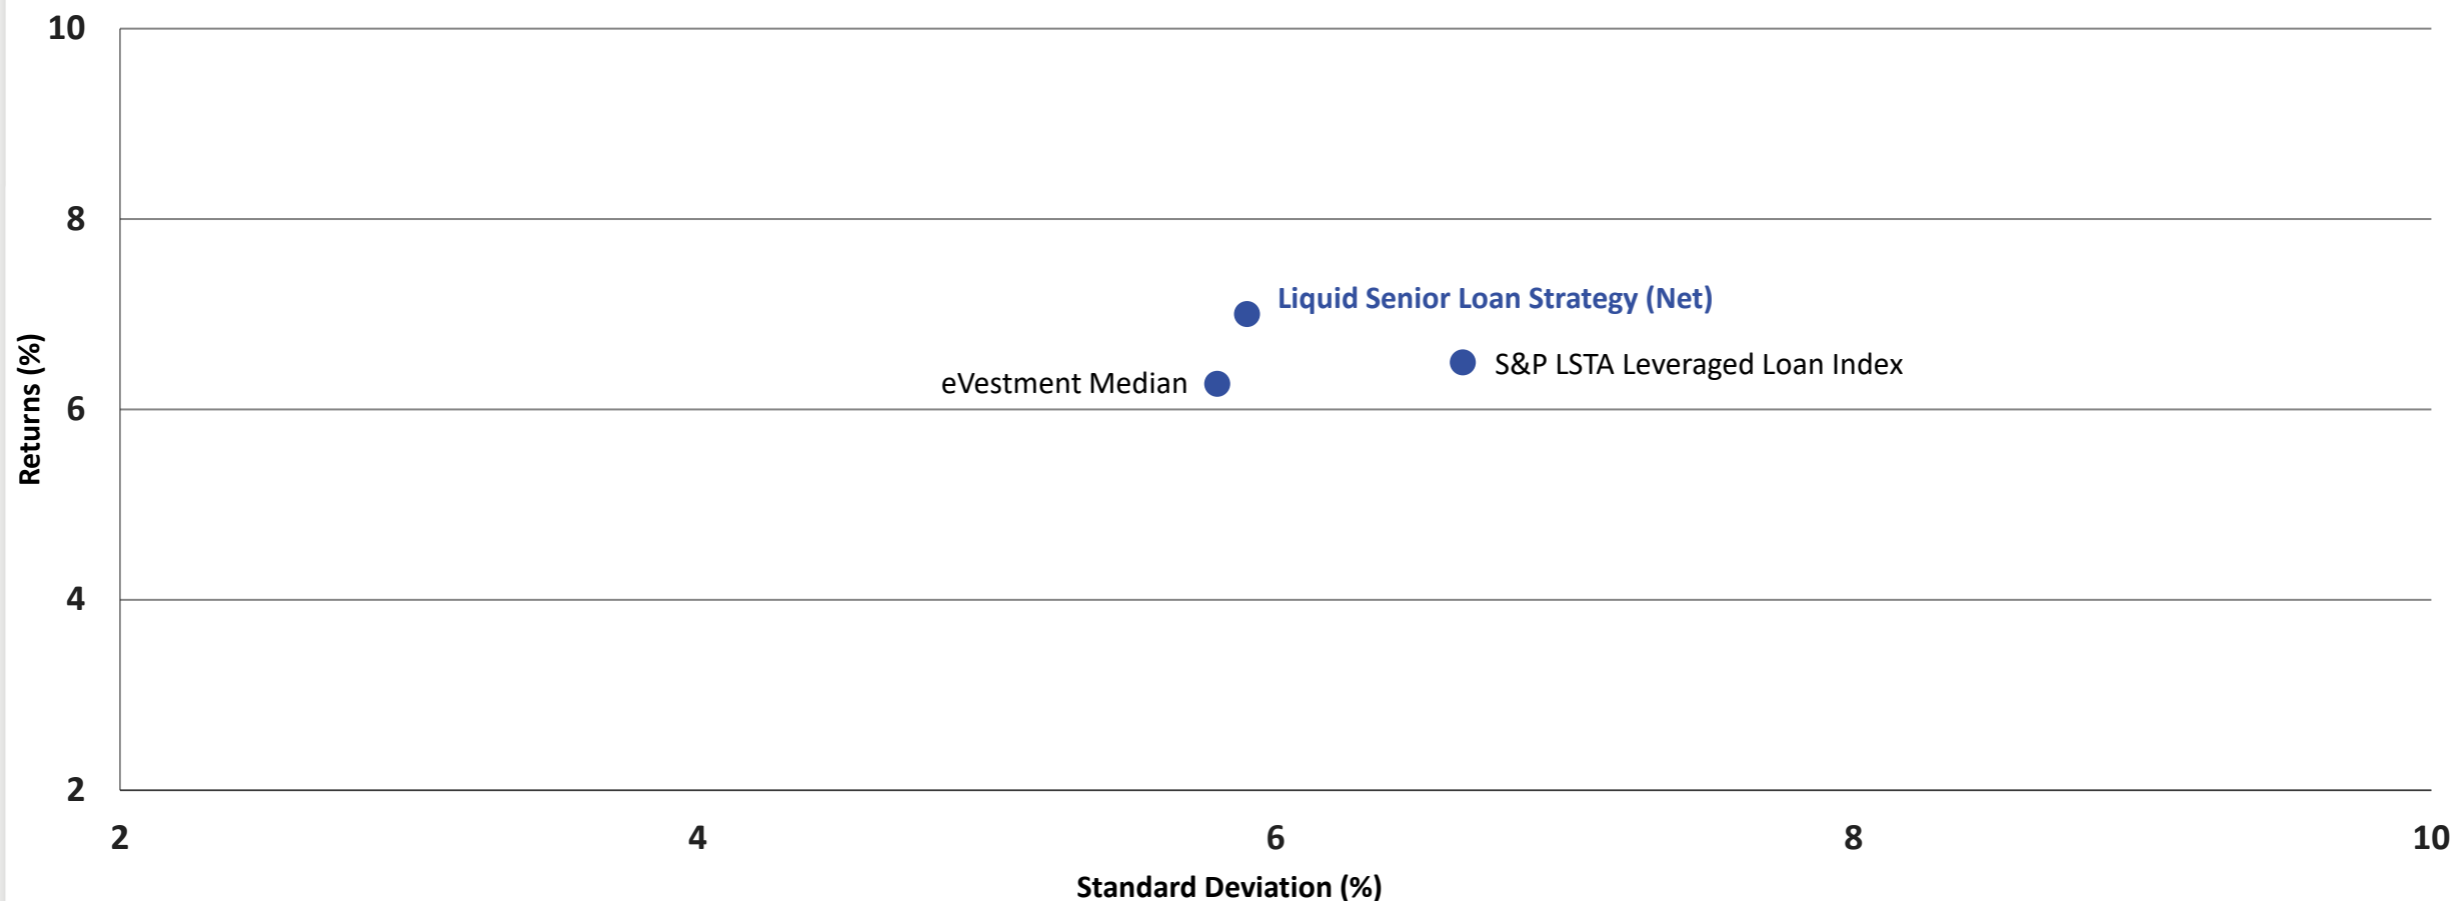 10
8
Liquid Senior Loan Strategy (Net)
S&P LSTA Leveraged Loan Index
eVestment Median
6
Returns (%)
4
2
2 4 6 8 10
Standard Deviation (%)